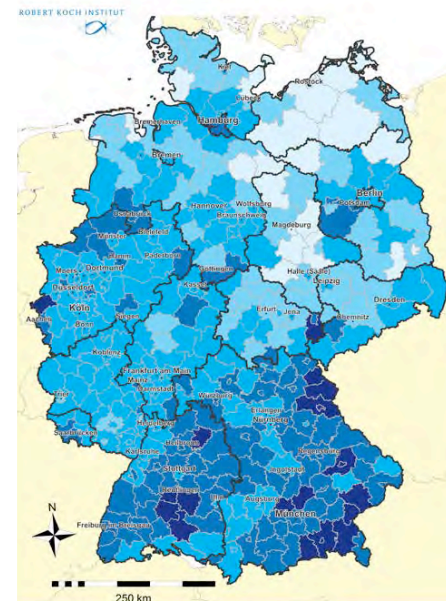 ROBERT KOCH INSTITUT
Kiel
Rostock
Lübeck
Hamburg
Bremerhaven
Bremen
Berlin
Potsdam
Hannover
Wolfsburg
Braunschweig
Osnabrück
Magdeburg
Bielefeld
Münster
Hamm
Paderborn
Moers
Dortmund
Göttingen
Halle (Saale)
Leipzig
Düsseldorf
Kassel
Dresden
Köln
Siegen
Erfurt
Jena
Chemnitz
Aachen
Bonn
Koblenz
Frankfurt am Main
Mainz
Darmstadt
Trier
Würzburg
Erlangen
Nürnberg
Saarbrücken
Heidelberg
Heilbronn
Regensburg
Karlsruhe
Stuttgart
Ingolstadt
Reutlingen
Ulm
Augsburg
München
Freiburg im Breisgau
N
250 km